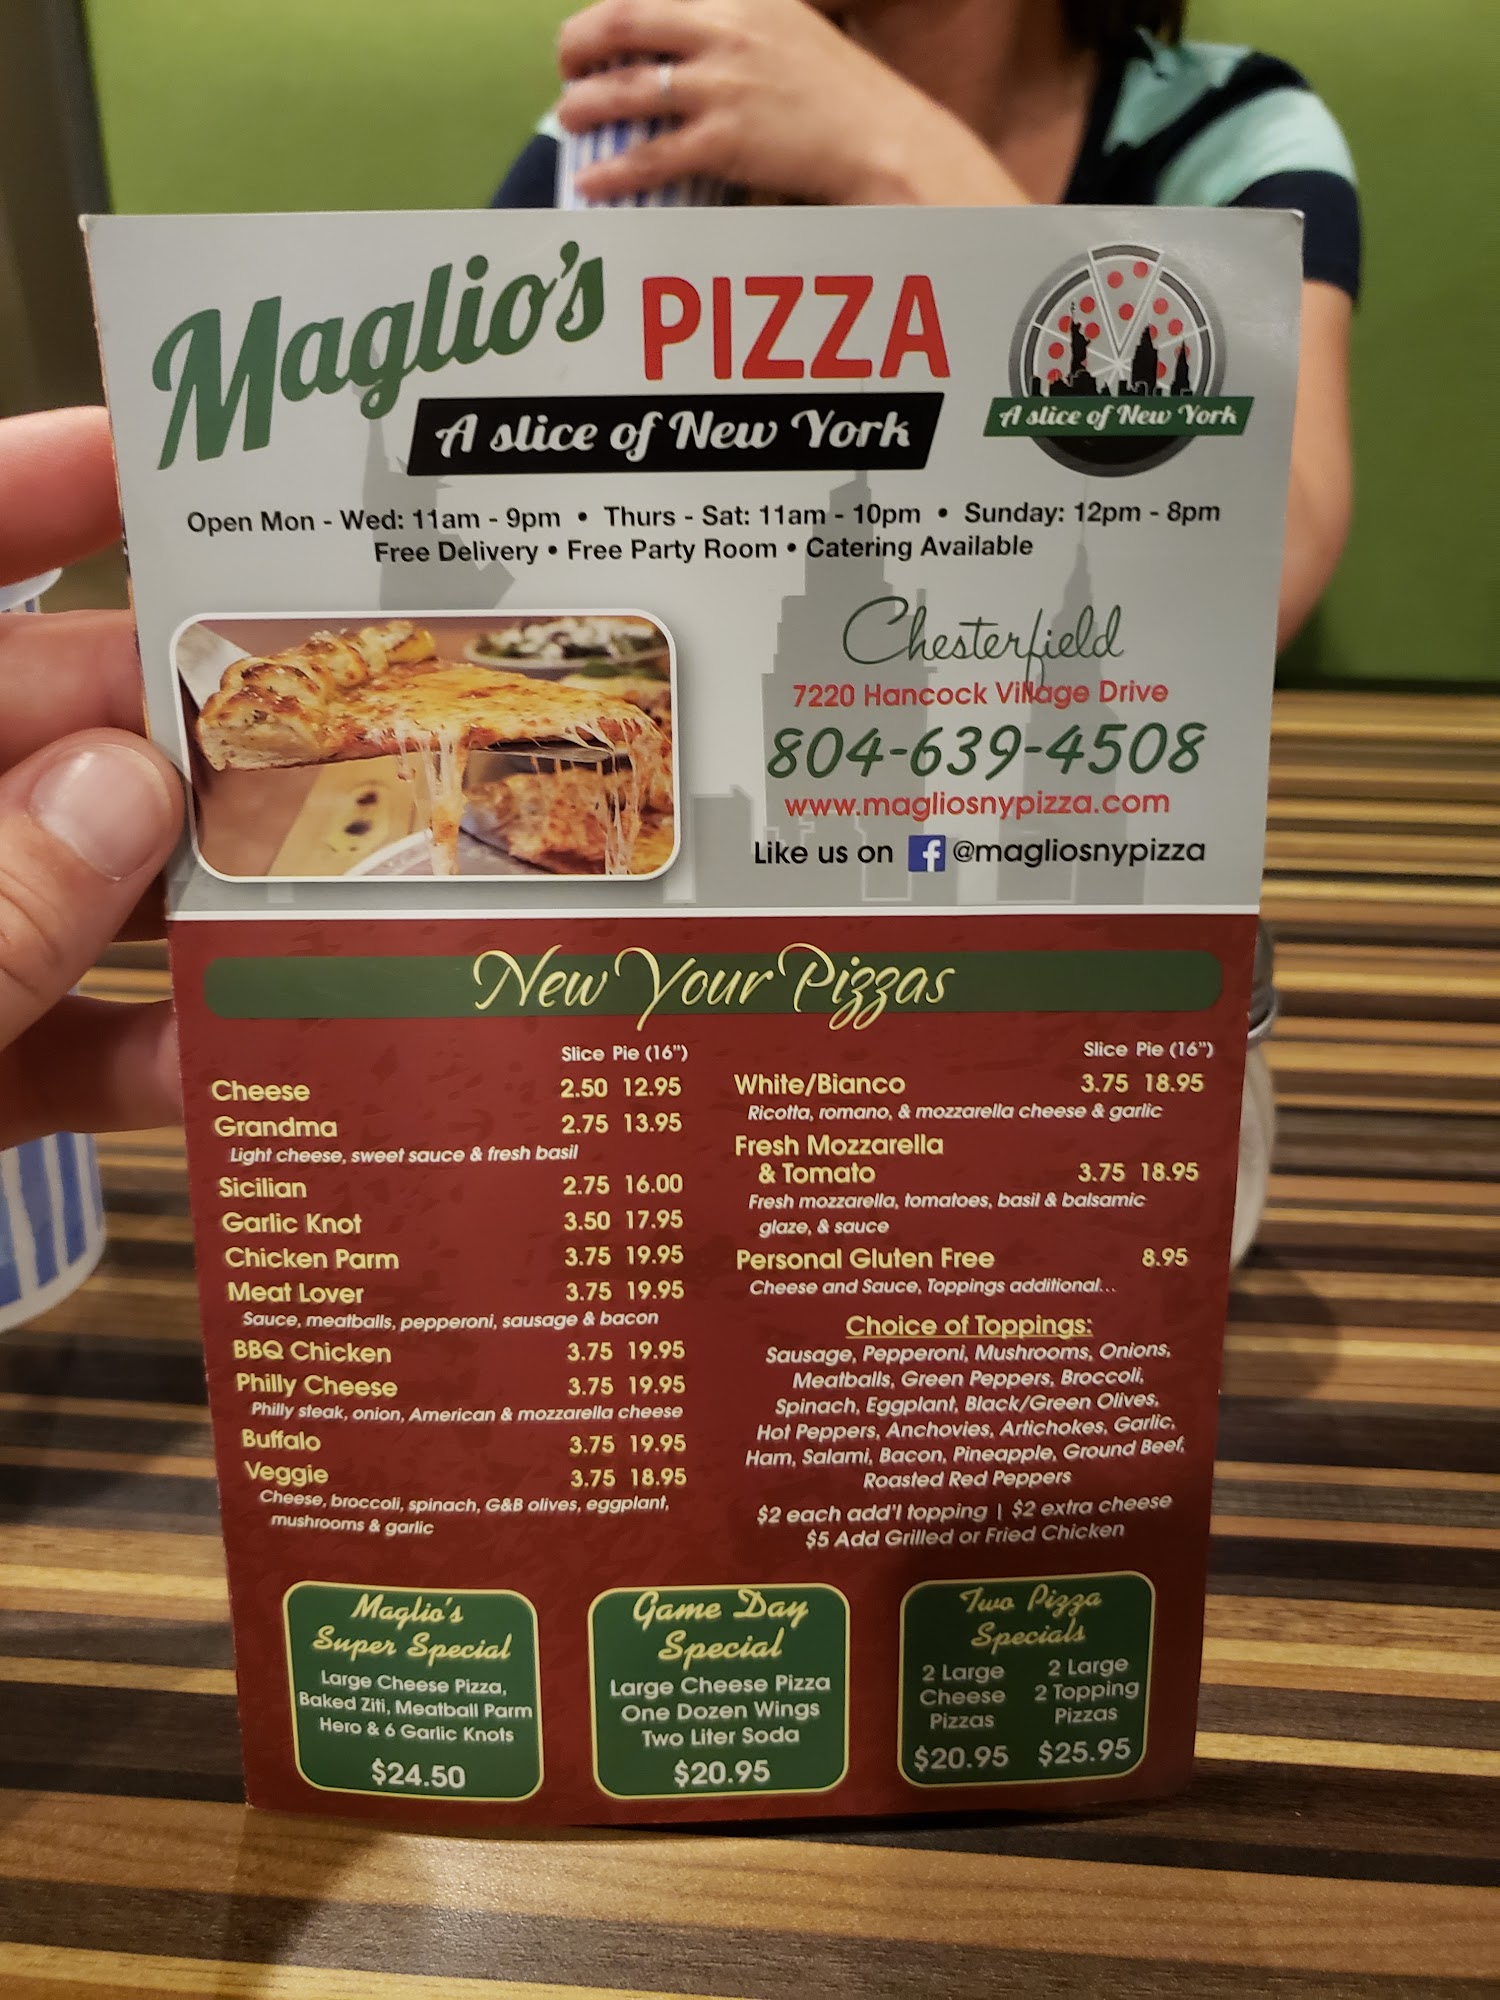 Maglio's PIZZA
A slice of New York
A slice of New York
Open Mon - Wed: 11am - 9pm • Thurs - Sat: 11am - 10pm • Sunday: 12pm - 8pm
Free Delivery • Free Party Room • Catering Available
Chesterfield
7220 Hancock Village Drive
804-639-4508
www.magliosnypizza.com
Like us on f @magliosnypizza
New Your Pizzas
Slice Pie (16")
Cheese 2.50 12.95
Grandma 2.75 13.95
Light cheese, sweet sauce & fresh basil
Sicilian 2.75 16.00
Garlic Knot 3.50 17.95
Chicken Parm 3.75 19.95
Meat Lover 3.75 19.95
Sauce, meatballs, pepperoni, sausage & bacon
BBQ Chicken 3.75 19.95
Philly Cheese 3.75 19.95
Philly steak, onion, American & mozzarella cheese
Buffalo 3.75 19.95
Veggie 3.75 18.95
Cheese, broccoli, spinach, G&B olives, eggplant,
mushrooms & garlic
Slice Pie (16")
White/Bianco 3.75 18.95
Ricotta, romano, & mozzarella cheese & garlic
Fresh Mozzarella
& Tomato 3.75 18.95
Fresh mozzarella, tomatoes, basil & balsamic
glaze, & sauce
Personal Gluten Free 8.95
Cheese and Sauce, Toppings additional...
Choice of Toppings:
Sausage, Pepperoni, Mushrooms, Onions,
Meatballs, Green Peppers, Broccoli,
Spinach, Eggplant, Black/Green Olives,
Hot Peppers, Anchovies, Artichokes, Garlic,
Ham, Salami, Bacon, Pineapple, Ground Beef,
Roasted Red Peppers
$2 each add'l topping | $2 extra cheese
$5 Add Grilled or Fried Chicken
Maglio's
Super Special
Large Cheese Pizza,
Baked Ziti, Meatball Parm
Hero & 6 Garlic Knots
$24.50
Game Day
Special
Large Cheese Pizza
One Dozen Wings
Two Liter Soda
$20.95
Two Pizza
Specials
2 Large
Cheese
Pizzas
$20.95
2 Large
2 Topping
Pizzas
$25.95